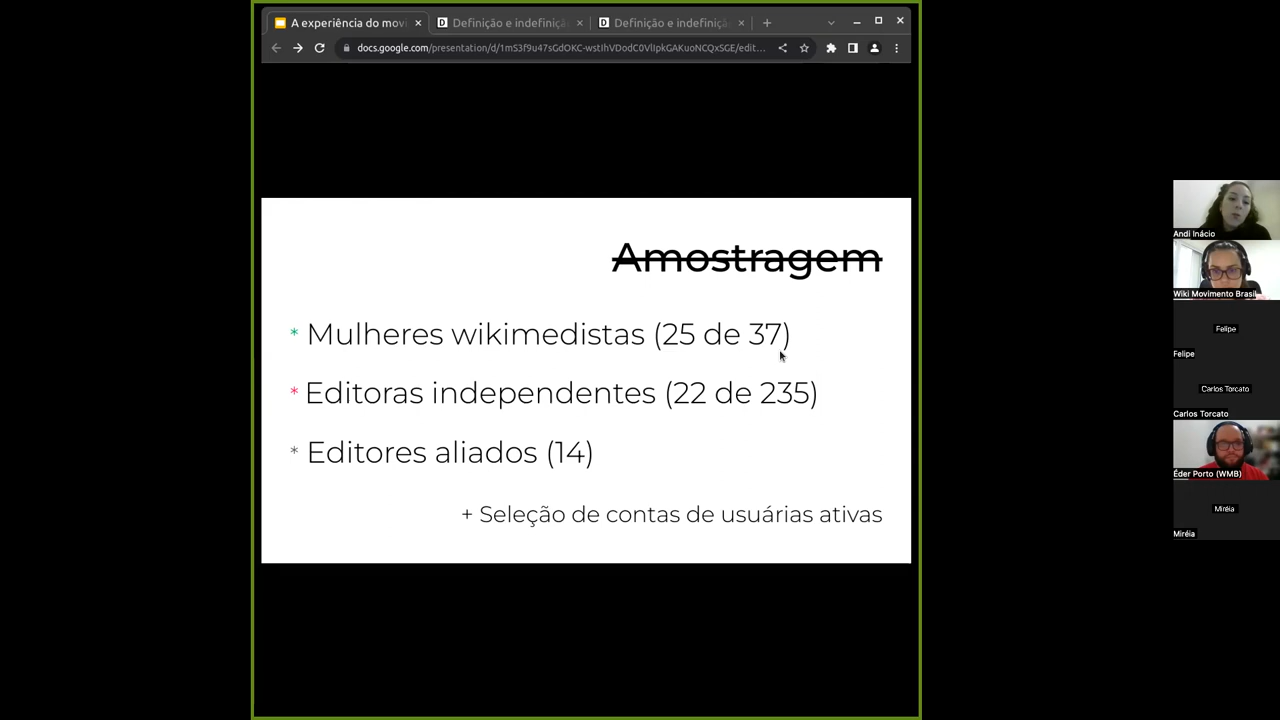 A experiência do mov
Definição e indefiniçã
Definição e indefiniçã
docs.google.com/presentation/d/1mS3f9u47sGdOKC-wstIhVDodC0VlIpkGAKuoNCQxSGE/edit...
Amostragem
* Mulheres wikimedistas (25 de 37)
* Editoras independentes (22 de 235)
* Editores aliados (14)
+ Seleção de contas de usuárias ativas
Andi Inácio
Wiki Movimento Brasil
Felipe
Felipe
Carlos Torcato
Carlos Torcato
Éder Porto (WMB)
Miréia
Miréia